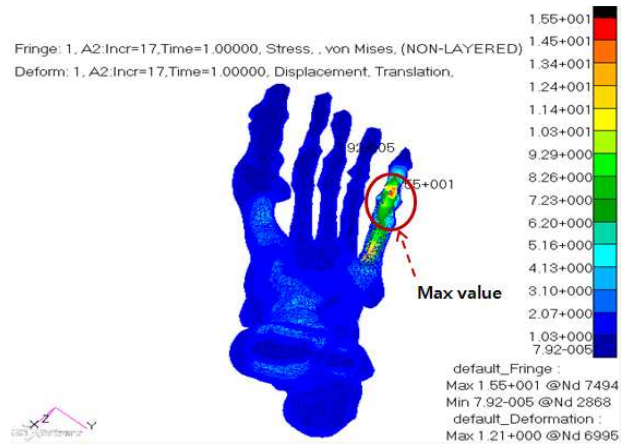 Fringe: 1, A2:Incr=17,Time=1.00000, Stress, , von Mises, (NON-LAYERED)
Deform: 1, A2:Incr=17,Time=1.00000, Displacement, Translation,
1.55+001
1.45+001
1.34+001
1.24+001
1.14+001
1.03+001
9.29+000
8.26+000
7.23+000
6.20+000
5.16+000
4.13+000
3.10+000
2.07+000
1.03+000
7.92-005
92-005
55+001
Max value
default_Fringe :
Max 1.55+001 @Nd 7494
Min 7.92-005 @Nd 2868
default_Deformation :
Max 1.21+000 @Nd 6995
X
Z
Y